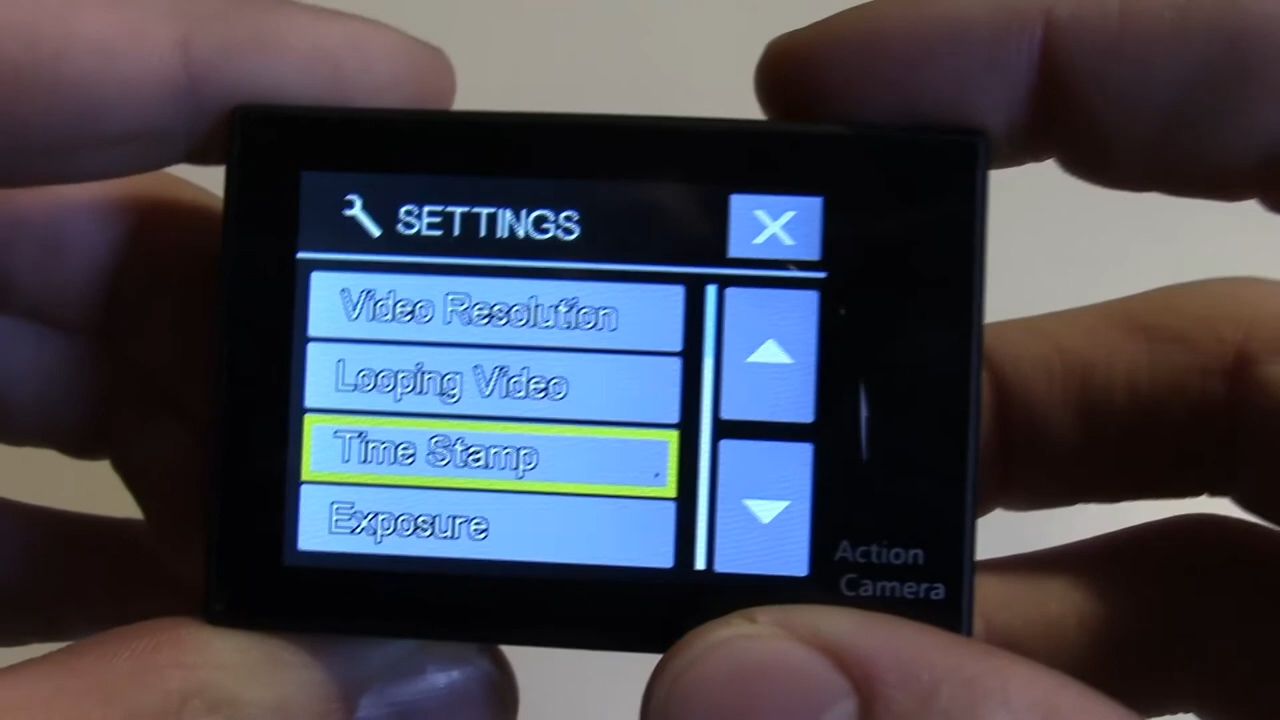 SETTINGS
X
Video Resolution
Looping Video
Time Stamp
Exposure
Action
Camera